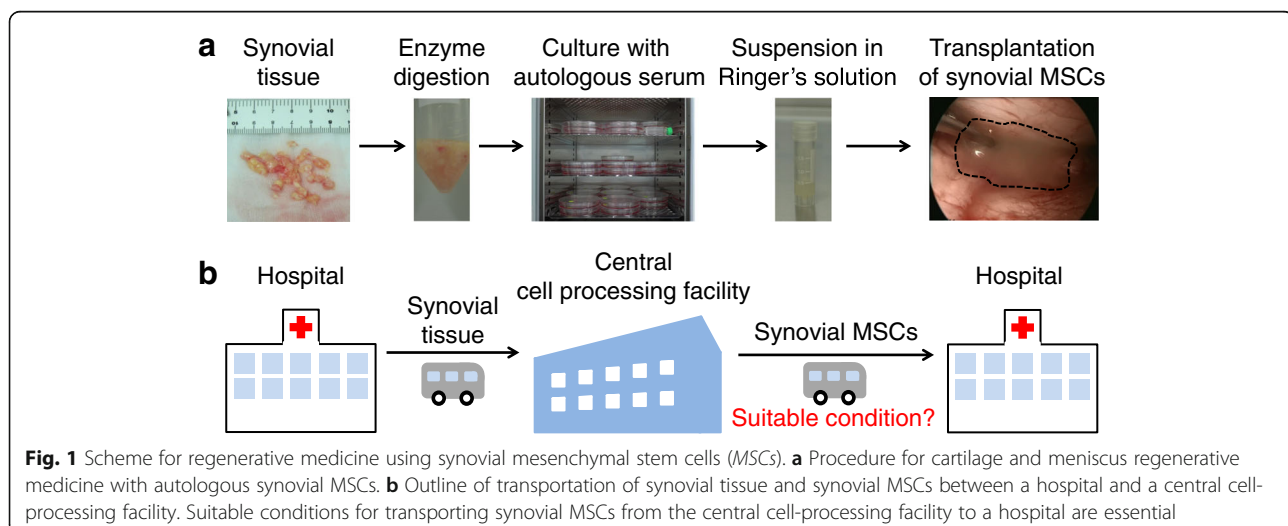 a
Synovial
tissue
Enzyme
digestion
Culture with
autologous serum
Suspension in
Ringer's solution
Transplantation
of synovial MSCs
b
Hospital
Synovial
tissue
Central
cell processing facility
Synovial MSCs
Suitable condition?
Hospital
Fig. 1 Scheme for regenerative medicine using synovial mesenchymal stem cells (MSCs). a Procedure for cartilage and meniscus regenerative
medicine with autologous synovial MSCs. b Outline of transportation of synovial tissue and synovial MSCs between a hospital and a central cell-
processing facility. Suitable conditions for transporting synovial MSCs from the central cell-processing facility to a hospital are essential